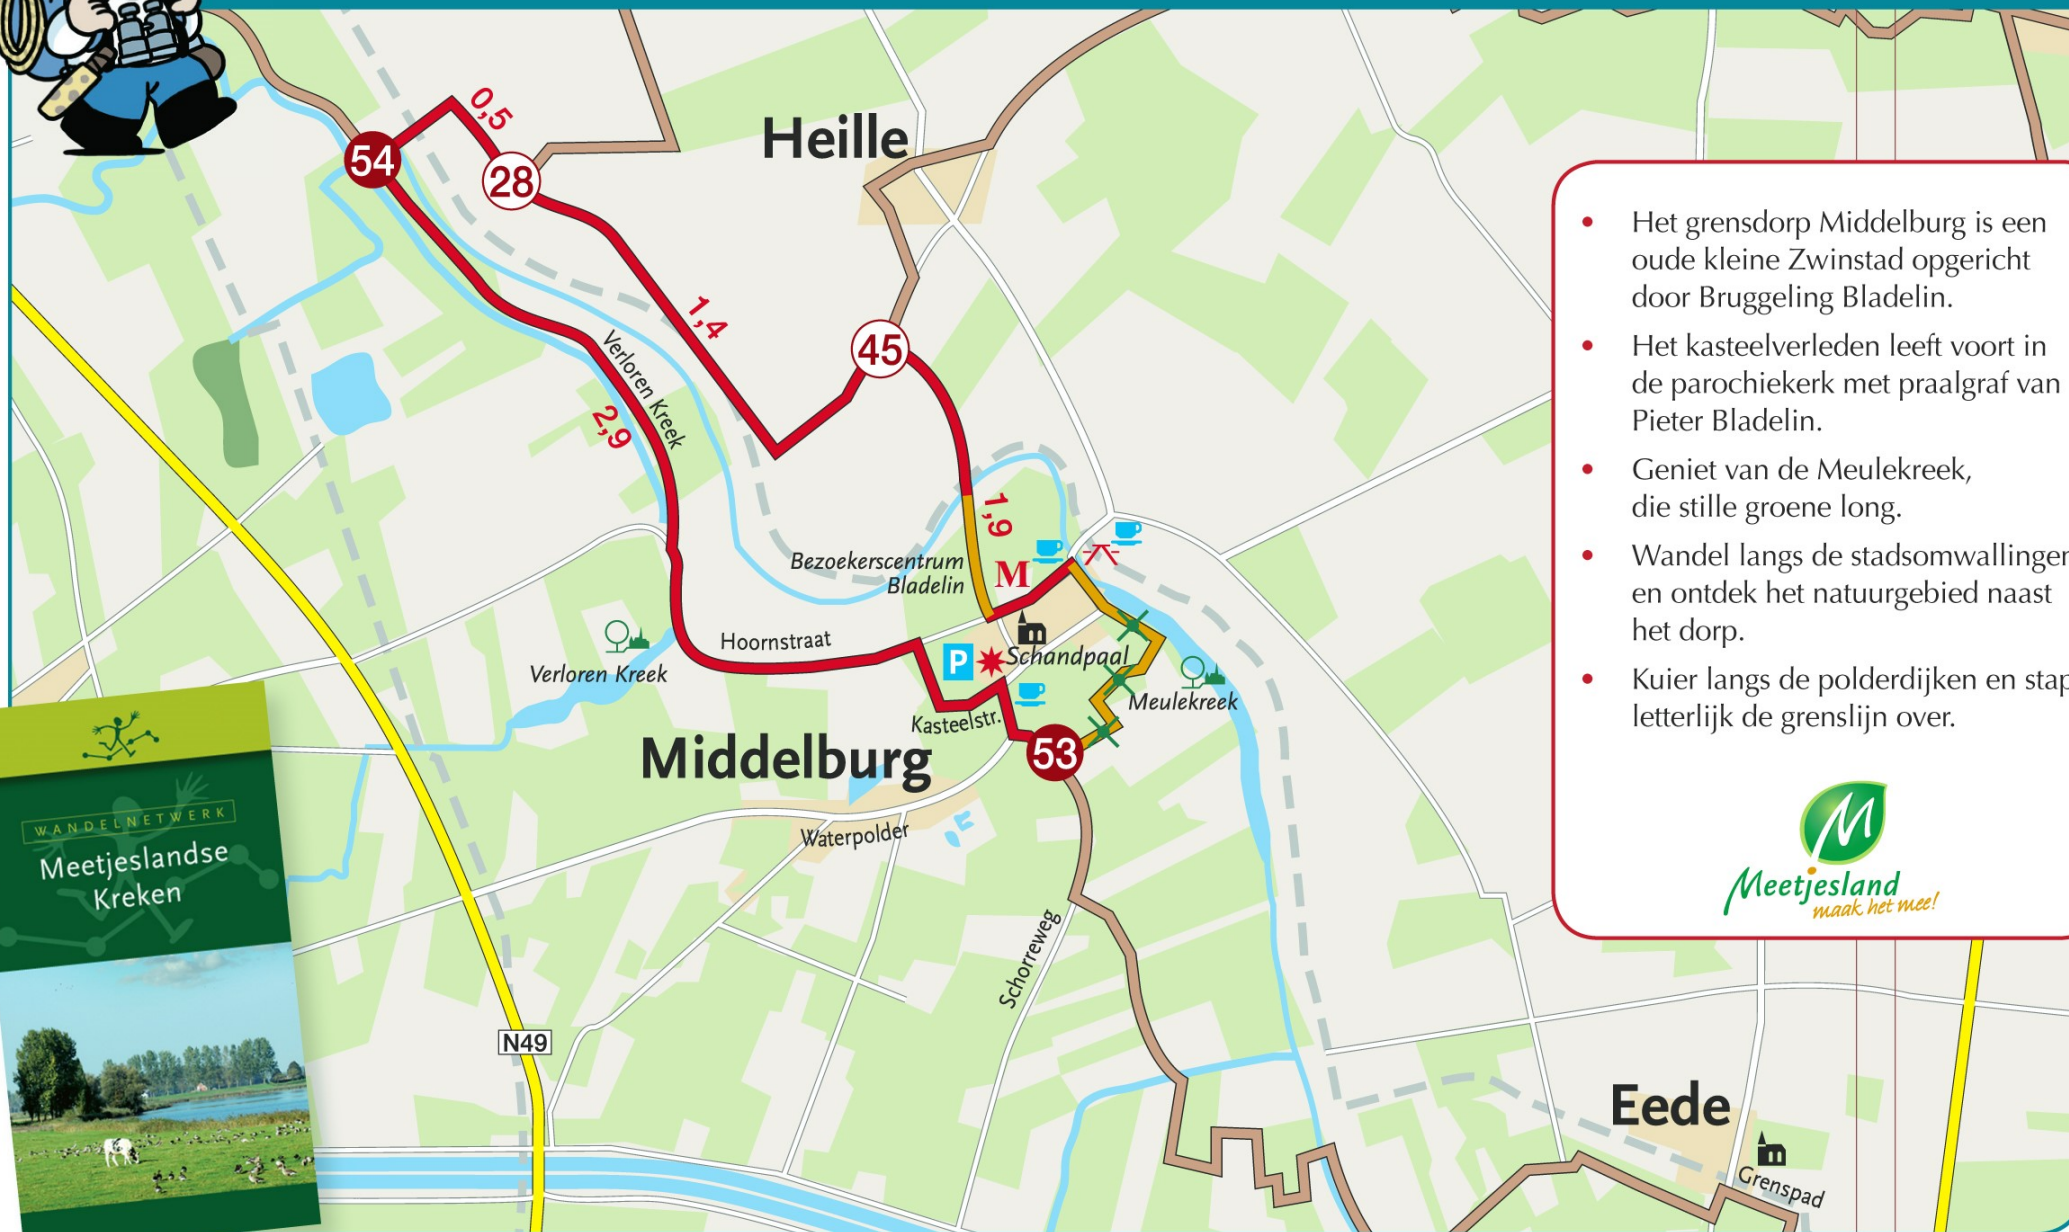 0,5
54
28
Heille
1,4
45
Verloren Kreek
2,9
1,9
Bezoekerscentrum
Bladelin
M
Hoornstraat
P
Schandpaal
Verloren Kreek
Meulekreek
Kasteelstr.
Middelburg
53
Waterpolder
Schorreweg
N49
Eede
Grenspad
WANDELNETWERK
Meetjeslandse
Kreken
• Het grensdorp Middelburg is een
oude kleine Zwinstad opgericht
door Bruggeling Bladelin.
• Het kasteelverleden leeft voort in
de parochiekerk met praalgraf van
Pieter Bladelin.
• Geniet van de Meulekreek,
die stille groene long.
• Wandel langs de stadsomwallingen
en ontdek het natuurgebied naast
het dorp.
• Kuier langs de polderdijken en stap
letterlijk de grenslijn over.
M
Meetjesland
maak het mee!